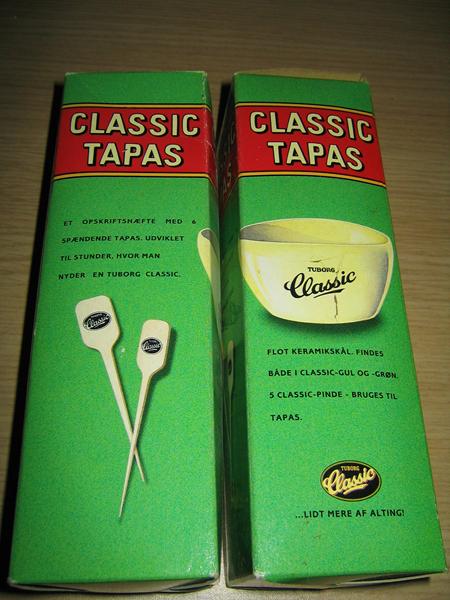 CLASSIC
TAPAS
ET OPSKRIFTSHÆFTE MED 6
SPÆNDENDE TAPAS. UDVIKLET
TIL STUNDER, HVOR MAN
NYDER EN TUBORG CLASSIC.
Classic
Classic
CLASSIC
TAPAS
TUBORG
Classic
FLOT KERAMIKSKÅL. FINDES
BÅDE I CLASSIC-GUL OG -GRØN.
5 CLASSIC-PINDE - BRUGES TIL
TAPAS.
TUBORG
Classic
...LIDT MERE AF ALTING!